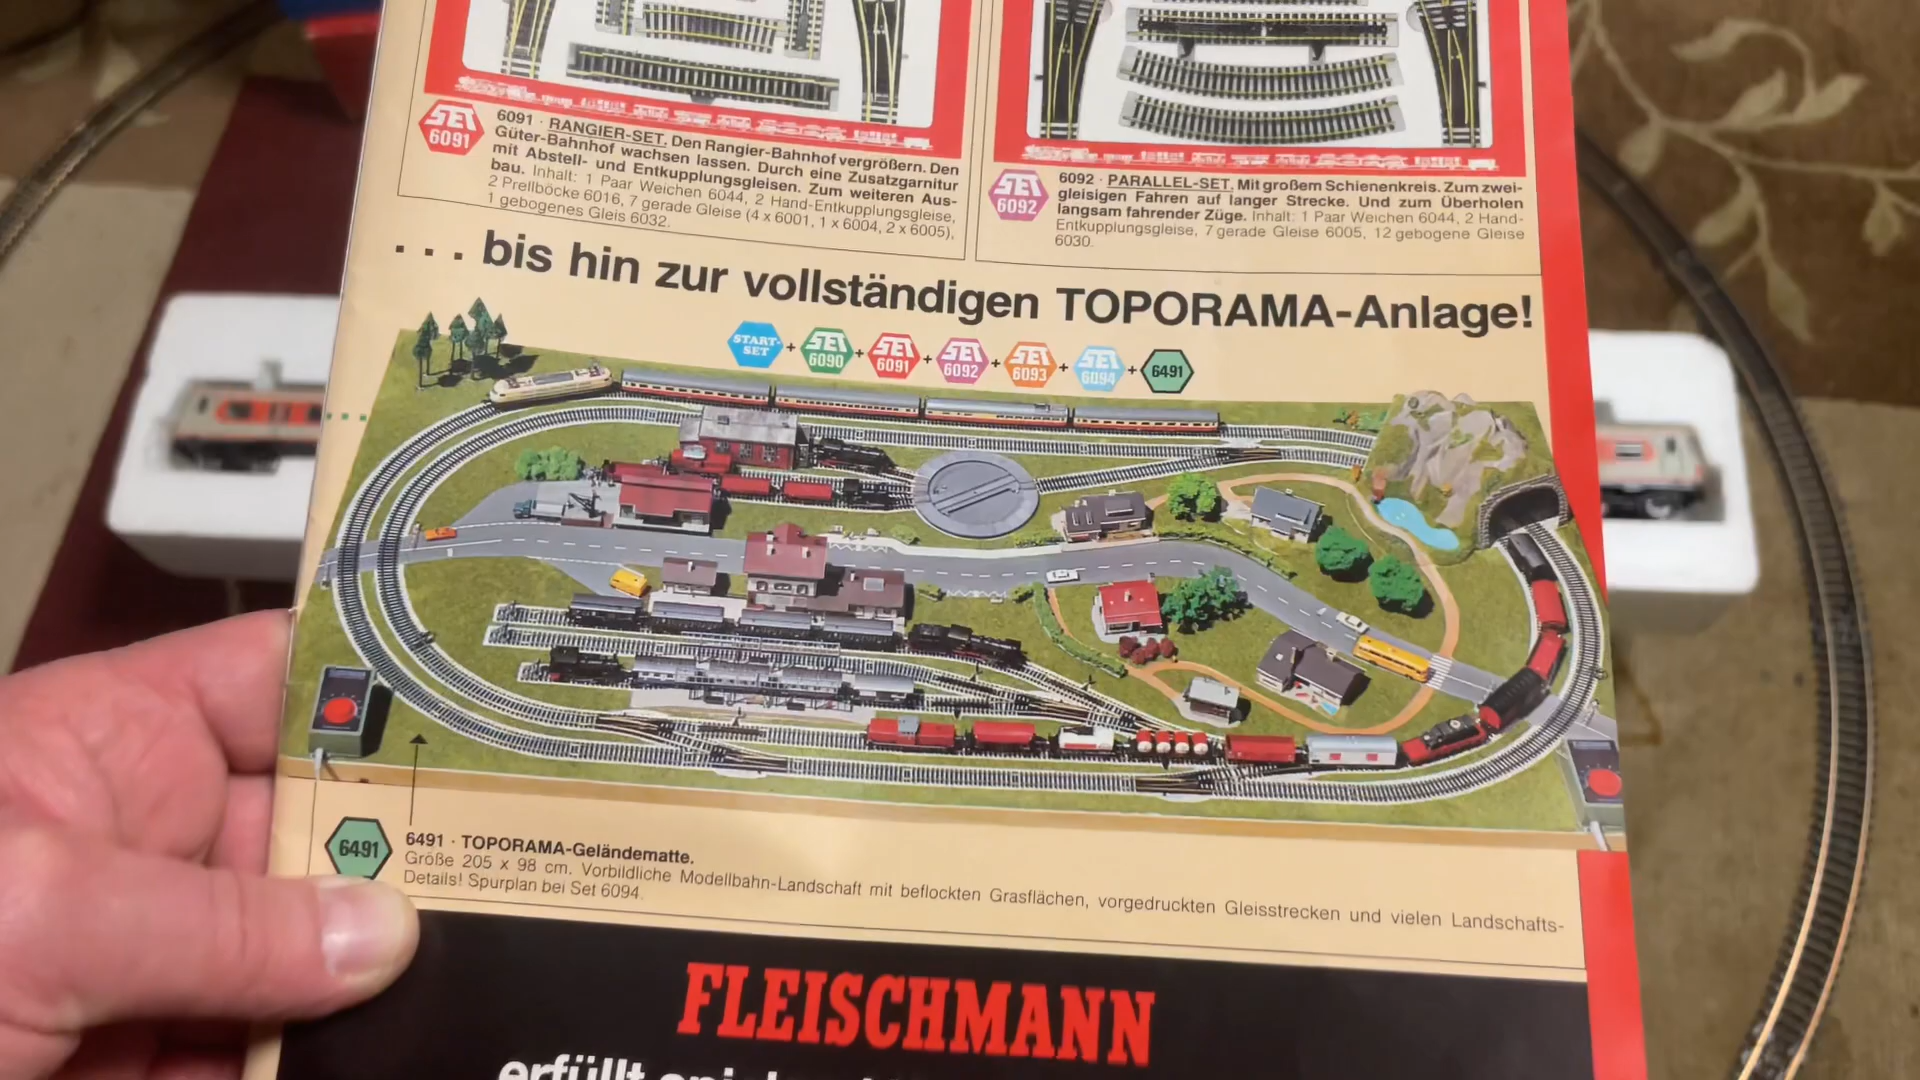 SET 6091
6091 · RANGIER-SET. Den Rangier-Bahnhof vergrößern. Den
Güter-Bahnhof wachsen lassen. Durch eine Zusatzgarnitur
mit Abstell- und Entkupplungsgleisen. Zum weiteren Aus-
bau. Inhalt: 1 Paar Weichen 6044, 2 Hand-Entkupplungsgleise,
2 Prellböcke 6016, 7 gerade Gleise (4 x 6001, 1 x 6004, 2 x 6005),
1 gebogenes Gleis 6032.
SET 6092
6092 · PARALLEL-SET. Mit großem Schienenkreis. Zum zwei-
gleisigen Fahren auf langer Strecke. Und zum Überholen
langsam fahrender Züge. Inhalt: 1 Paar Weichen 6044, 2 Hand-
Entkupplungsgleise, 7 gerade Gleise 6005, 12 gebogene Gleise
6030.
. . . bis hin zur vollständigen TOPORAMA-Anlage!
START-SET + SET 6090 + SET 6091 + SET 6092 + SET 6093 + SET 6094 + 6491
6491
6491 · TOPORAMA-Geländematte.
Größe 205 x 98 cm. Vorbildliche Modellbahn-Landschaft mit beflockten Grasflächen, vorgedruckten Gleisstrecken und vielen Landschafts-
Details! Spurplan bei Set 6094.
FLEISCHMANN
erfüllt